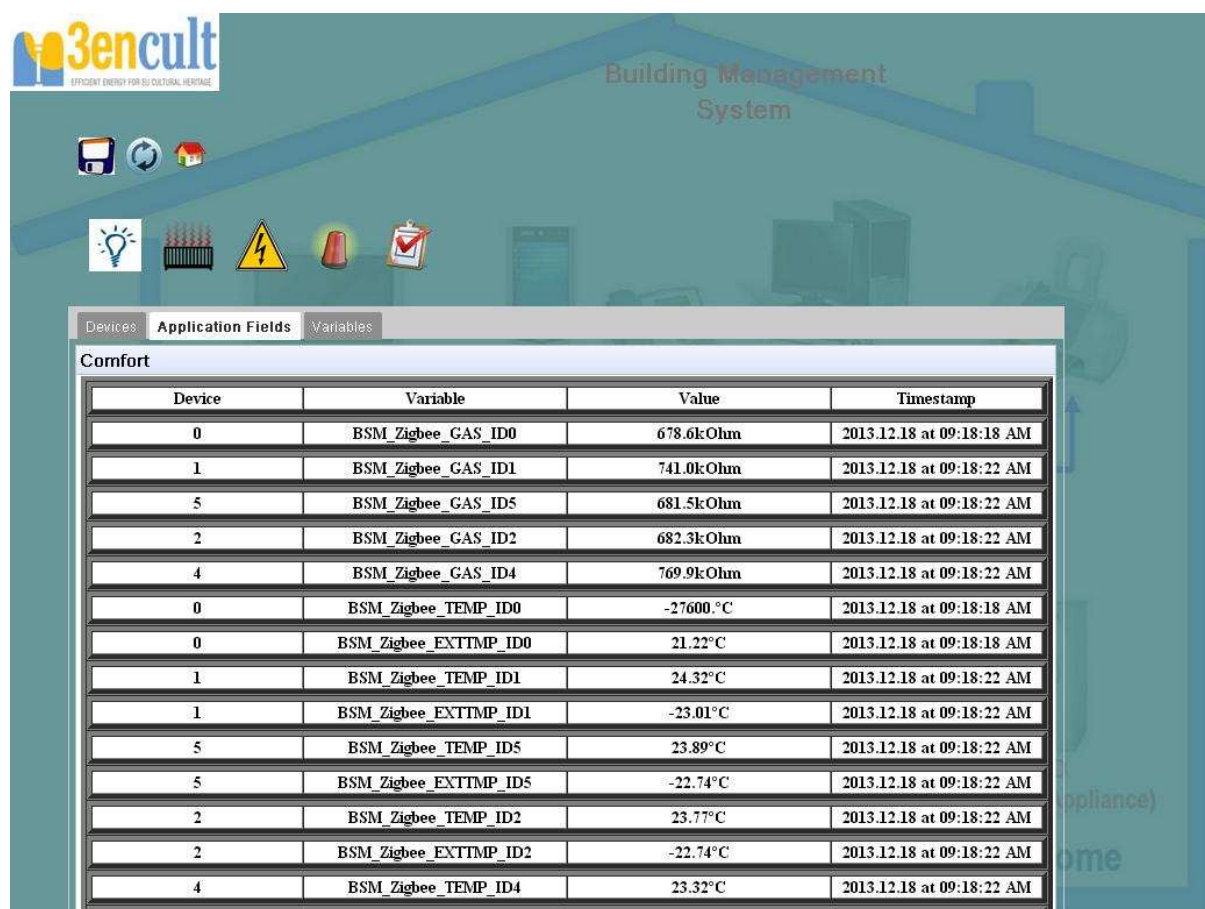 3encult
EFFICIENT ENERGY FOR EU CULTURAL HERITAGE
Building Management
System
Devices Application Fields Variables
Comfort
Device Variable Value Timestamp
0 BSM_Zigbee_GAS_ID0 678.6kOhm 2013.12.18 at 09:18:18 AM
1 BSM_Zigbee_GAS_ID1 741.0kOhm 2013.12.18 at 09:18:22 AM
5 BSM_Zigbee_GAS_ID5 681.5kOhm 2013.12.18 at 09:18:22 AM
2 BSM_Zigbee_GAS_ID2 682.3kOhm 2013.12.18 at 09:18:22 AM
4 BSM_Zigbee_GAS_ID4 769.9kOhm 2013.12.18 at 09:18:22 AM
0 BSM_Zigbee_TEMP_ID0 -27600.°C 2013.12.18 at 09:18:18 AM
0 BSM_Zigbee_EXTTMP_ID0 21.22°C 2013.12.18 at 09:18:18 AM
1 BSM_Zigbee_TEMP_ID1 24.32°C 2013.12.18 at 09:18:22 AM
1 BSM_Zigbee_EXTTMP_ID1 -23.01°C 2013.12.18 at 09:18:22 AM
5 BSM_Zigbee_TEMP_ID5 23.89°C 2013.12.18 at 09:18:22 AM
5 BSM_Zigbee_EXTTMP_ID5 -22.74°C 2013.12.18 at 09:18:22 AM
2 BSM_Zigbee_TEMP_ID2 23.77°C 2013.12.18 at 09:18:22 AM
2 BSM_Zigbee_EXTTMP_ID2 -22.74°C 2013.12.18 at 09:18:22 AM
4 BSM_Zigbee_TEMP_ID4 23.32°C 2013.12.18 at 09:18:22 AM